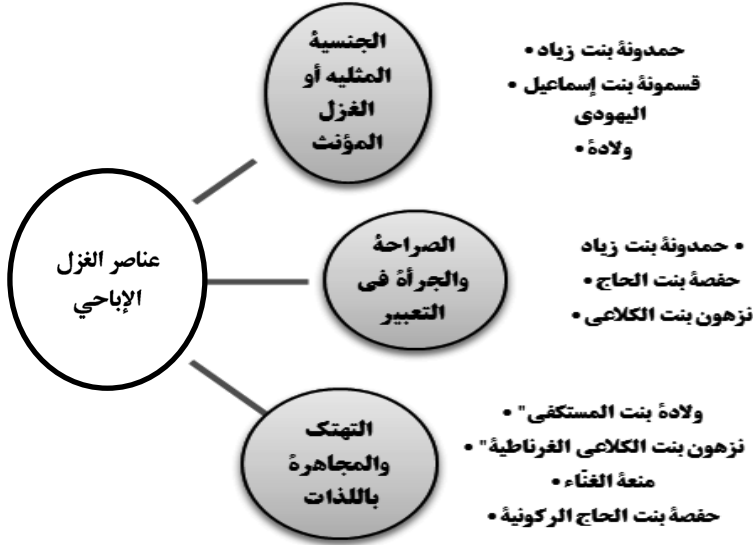 الجنسية
المثليه أو
الغزل
المؤنث
• حمدونة بنت زياد
• قسمونة بنت إسماعيل
اليهودى
• ولادة
عناصر الغزل
الإباحي
الصراحة
والجرأة فى
التعبير
• حمدونة بنت زياد
• حفصة بنت الحاج
• نزهون بنت الكلاعى
التهتك
والمجاهرة
باللذات
• ولادة بنت المستكفى"
• نزهون بنت الكلاعى الغرناطية"
• منعة الغنّاء
• حفصة بنت الحاج الركونية